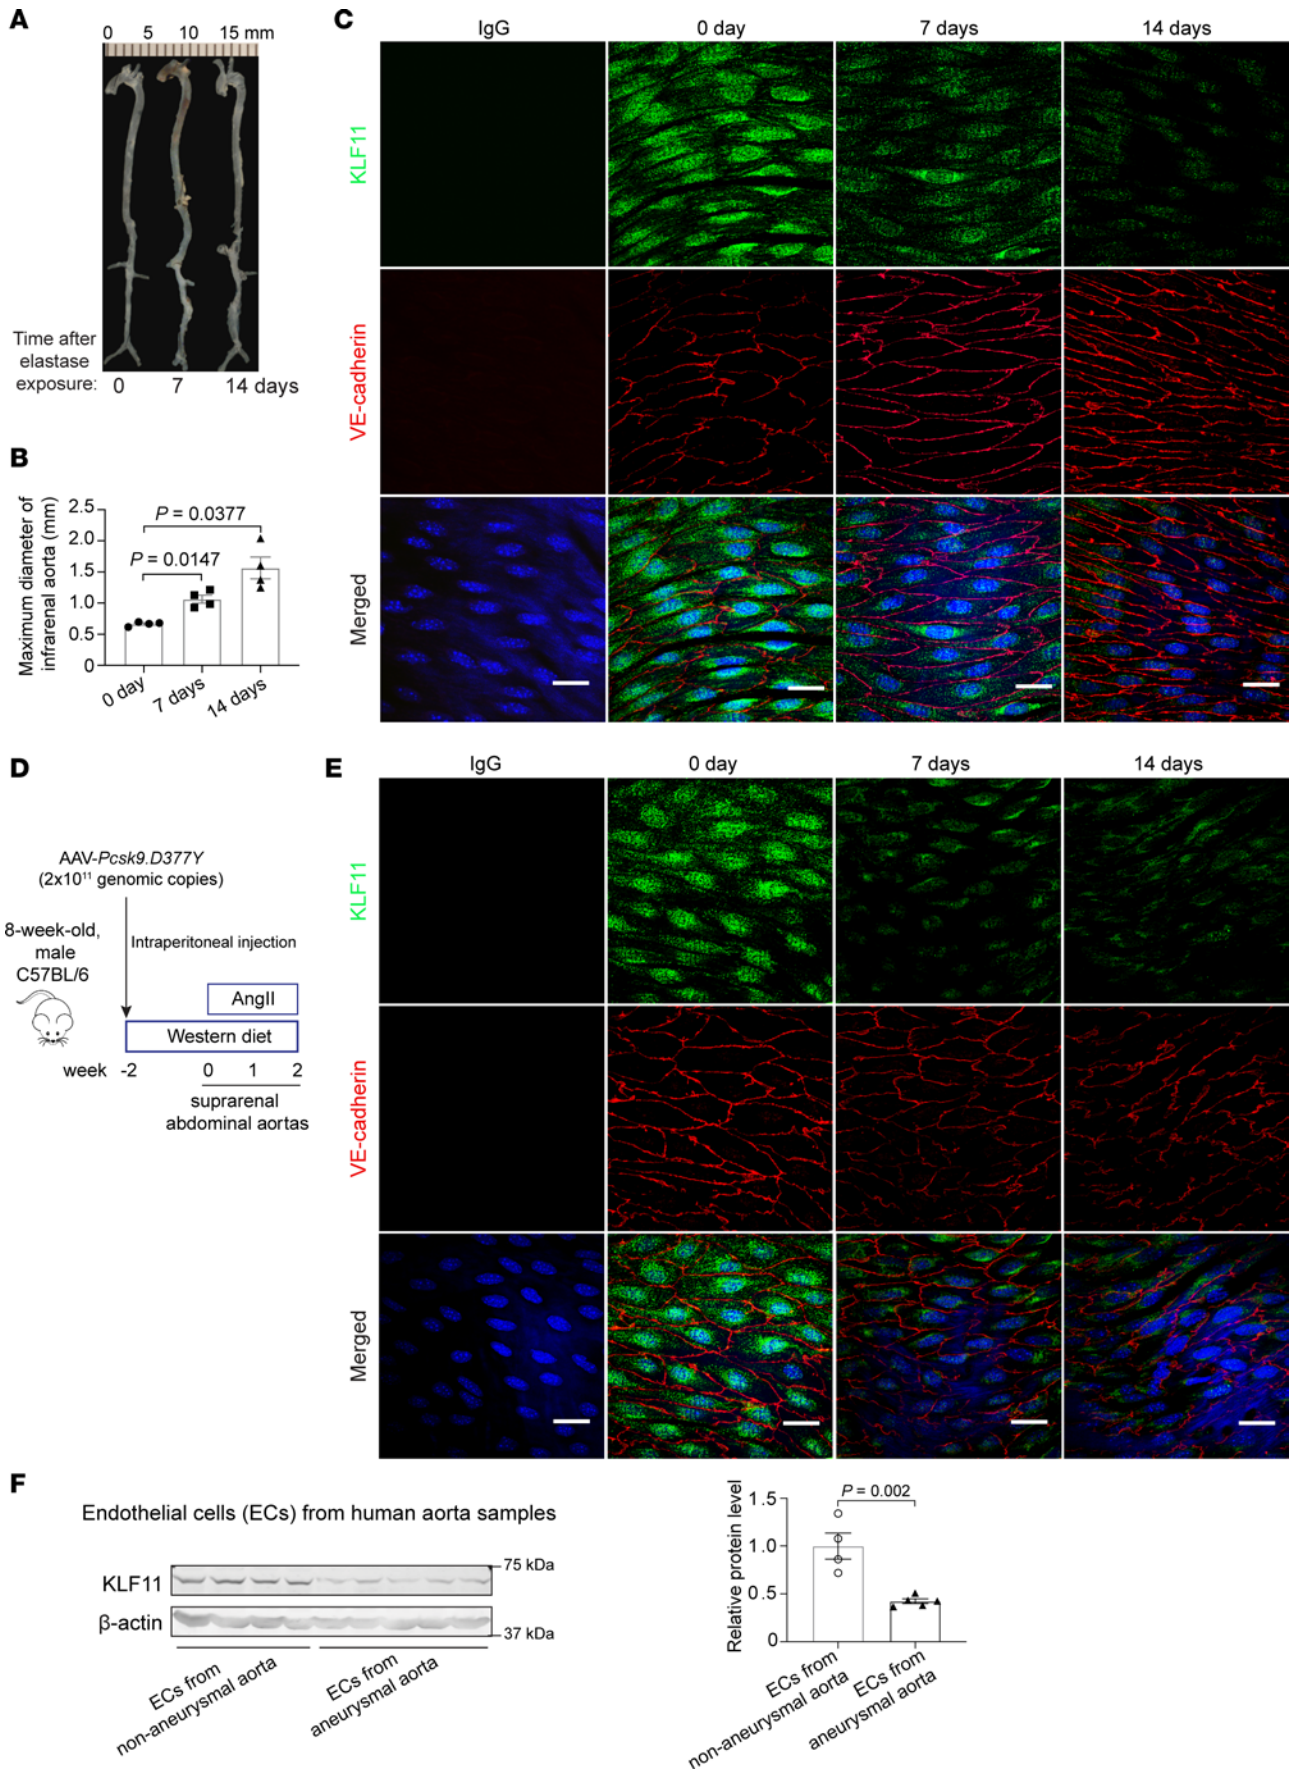 A
0 5 10 15 mm
Time after
elastase
exposure:
0 7 14 days
B
Maximum diameter of
infrarenal aorta (mm)
2.5
2.0
1.5
1.0
0.5
0
P = 0.0377
P = 0.0147
0 day
7 days
14 days
C
IgG 0 day 7 days 14 days
KLF11
VE-cadherin
Merged
D
AAV-Pcsk9.D377Y
(2x10¹¹ genomic copies)
8-week-old,
male
C57BL/6
Intraperitoneal injection
AngII
Western diet
week -2 0 1 2
suprarenal
abdominal aortas
E
IgG 0 day 7 days 14 days
KLF11
VE-cadherin
Merged
F
Endothelial cells (ECs) from human aorta samples
KLF11
75 kDa
β-actin
37 kDa
ECs from
non-aneurysmal aorta
ECs from
aneurysmal aorta
Relative protein level
1.5
1.0
0.5
0
P = 0.002
ECs from
non-aneurysmal aorta
ECs from
aneurysmal aorta